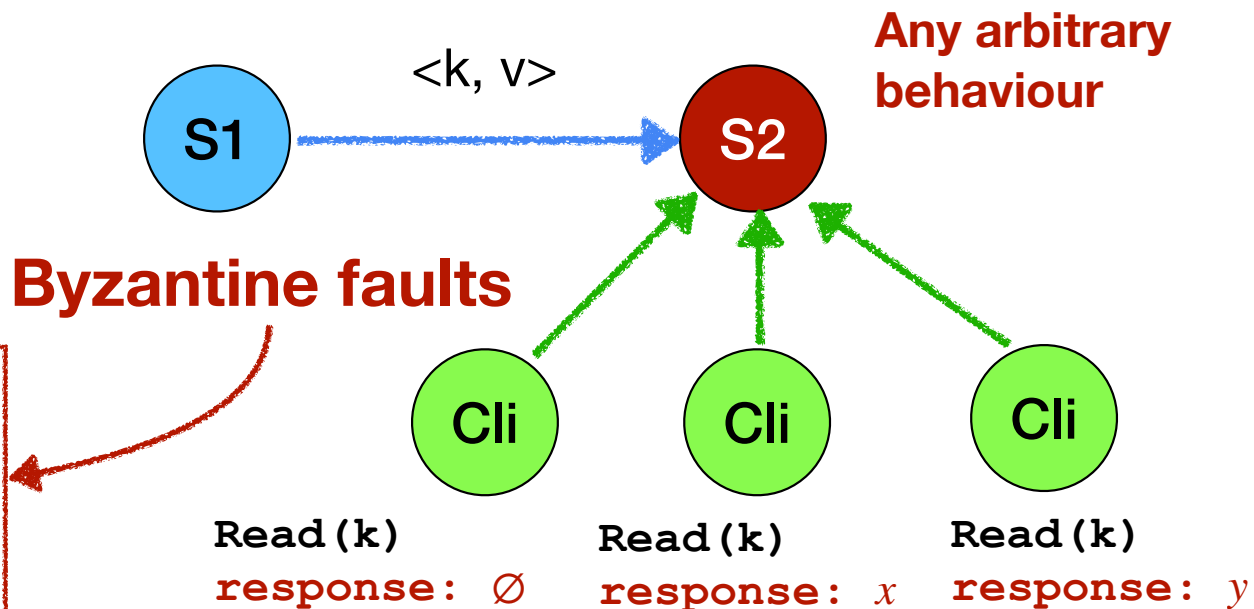 Any arbitrary
behaviour
<k, v>
S1
S2
Byzantine faults
Cli
Cli
Cli
Read(k)
response: ∅
Read(k)
response: x
Read(k)
response: y